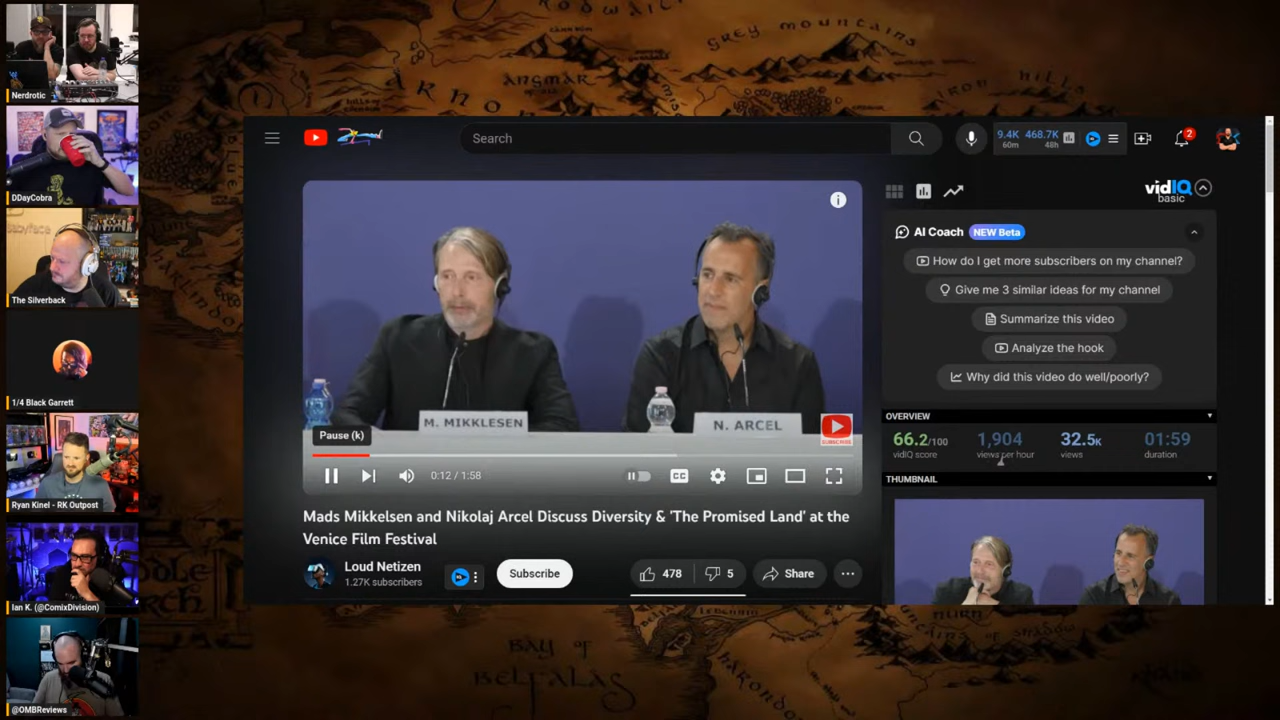 Nerdrotic
DDayCobra
The Silverback
1/4 Black Garrett
Ryan Kinel - RK Outpost
Ian K. (@ComixDivision)
@OMBReviews
GREY MOUNTAINS
ANGMAR
ARNO
Search
9.4K 468.7K
60m 48h
2
M. MIKKLESEN
N. ARCEL
SUBSCRIBE
Pause (k)
0:12 / 1:58
CC
Mads Mikkelsen and Nikolaj Arcel Discuss Diversity & 'The Promised Land' at the
Venice Film Festival
Loud Netizen
1.27K subscribers
Subscribe
478
5
Share
vidIQ
basic
AI Coach NEW Beta
How do I get more subscribers on my channel?
Give me 3 similar ideas for my channel
Summarize this video
Analyze the hook
Why did this video do well/poorly?
OVERVIEW
66.2/100 1,904 32.5K 01:59
vidIQ score views per hour views duration
THUMBNAIL
BAY OF
BELFALAS